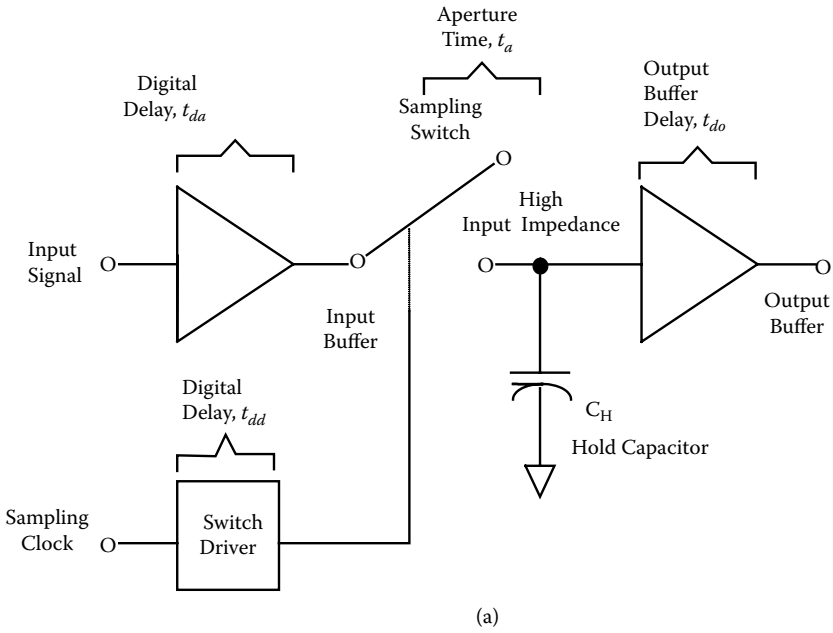 Aperture
Time, ta
Digital
Delay, tda
Output
Buffer
Delay, tdo
Sampling
Switch
High
Input Impedance
Input
Signal
Input
Buffer
Output
Buffer
Digital
Delay, tdd
CH
Hold Capacitor
Sampling
Clock
Switch
Driver
(a)